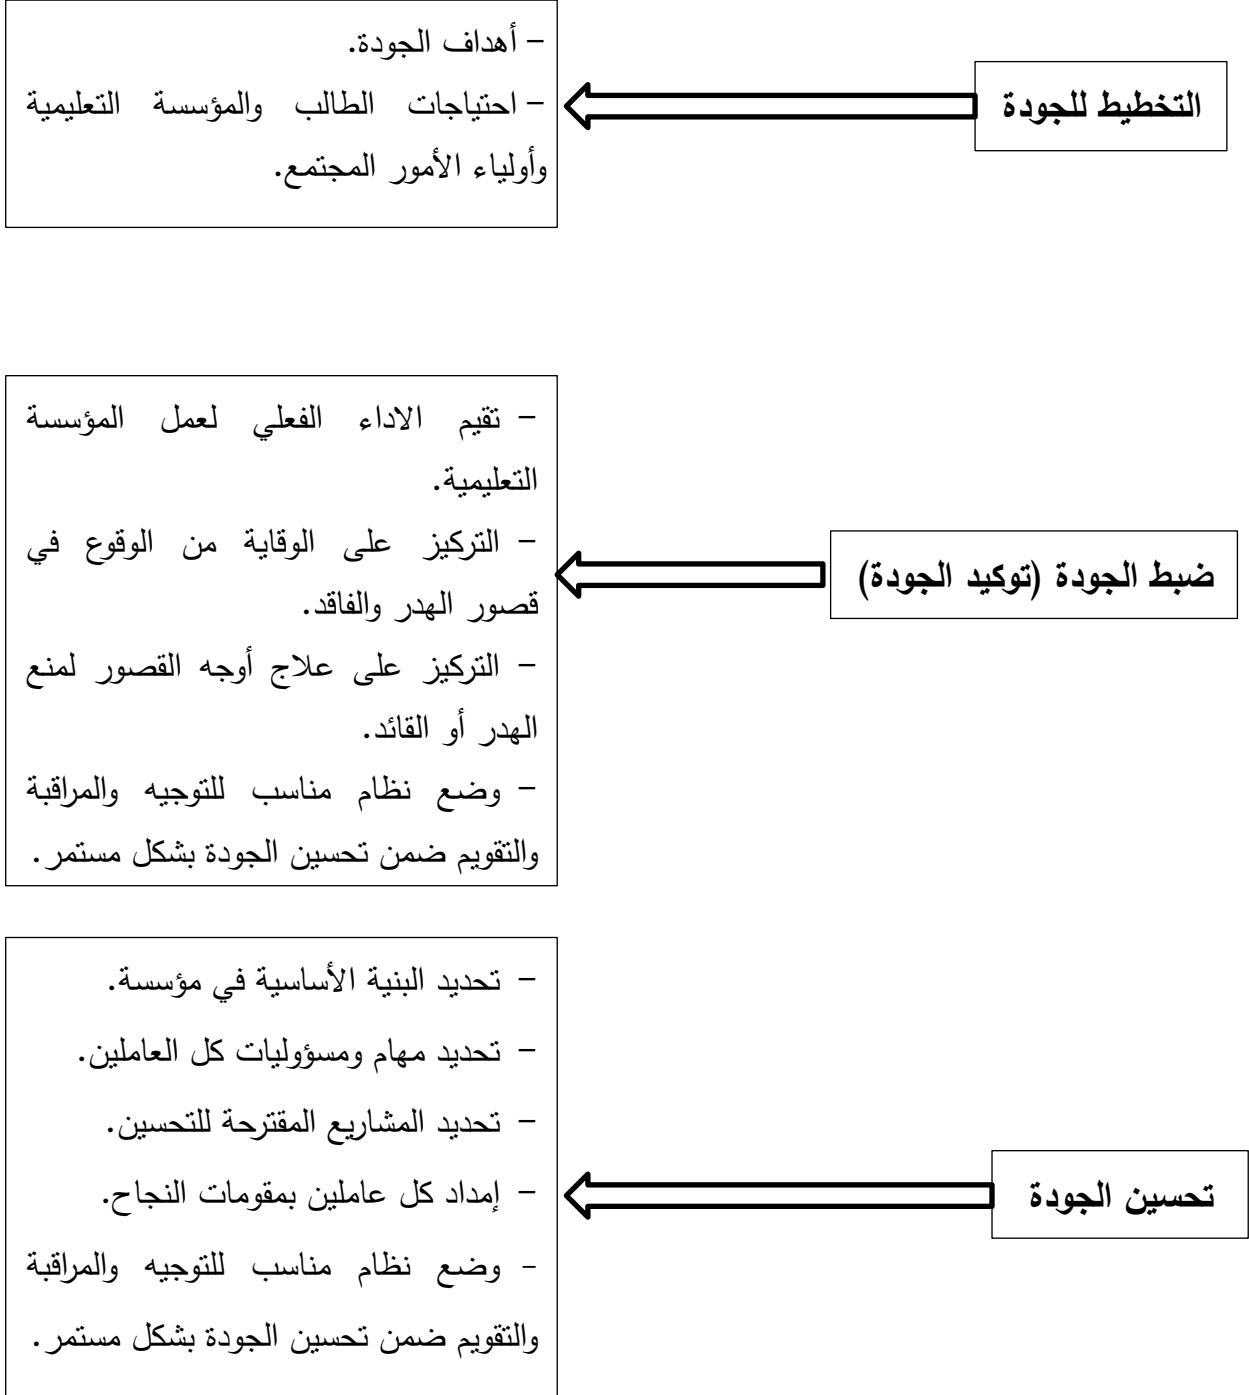 التخطيط للجودة
– أهداف الجودة.
– احتياجات الطالب والمؤسسة التعليمية
وأولياء الأمور المجتمع.
ضبط الجودة (توكيد الجودة)
– تقيم الاداء الفعلي لعمل المؤسسة
التعليمية.
– التركيز على الوقاية من الوقوع في
قصور الهدر والفاقد.
– التركيز على علاج أوجه القصور لمنع
الهدر أو القائد.
– وضع نظام مناسب للتوجيه والمراقبة
والتقويم ضمن تحسين الجودة بشكل مستمر.
تحسين الجودة
– تحديد البنية الأساسية في مؤسسة.
– تحديد مهام ومسؤوليات كل العاملين.
– تحديد المشاريع المقترحة للتحسين.
– إمداد كل عاملين بمقومات النجاح.
- وضع نظام مناسب للتوجيه والمراقبة
والتقويم ضمن تحسين الجودة بشكل مستمر.